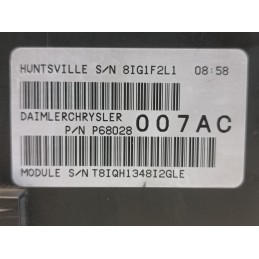 HUNTSVILLE S/N 8IG1F2L1 08:58
DAIMLERCHRYSLER
P/N P68028 007AC
MODULE S/N T8IQH1348I2GLE